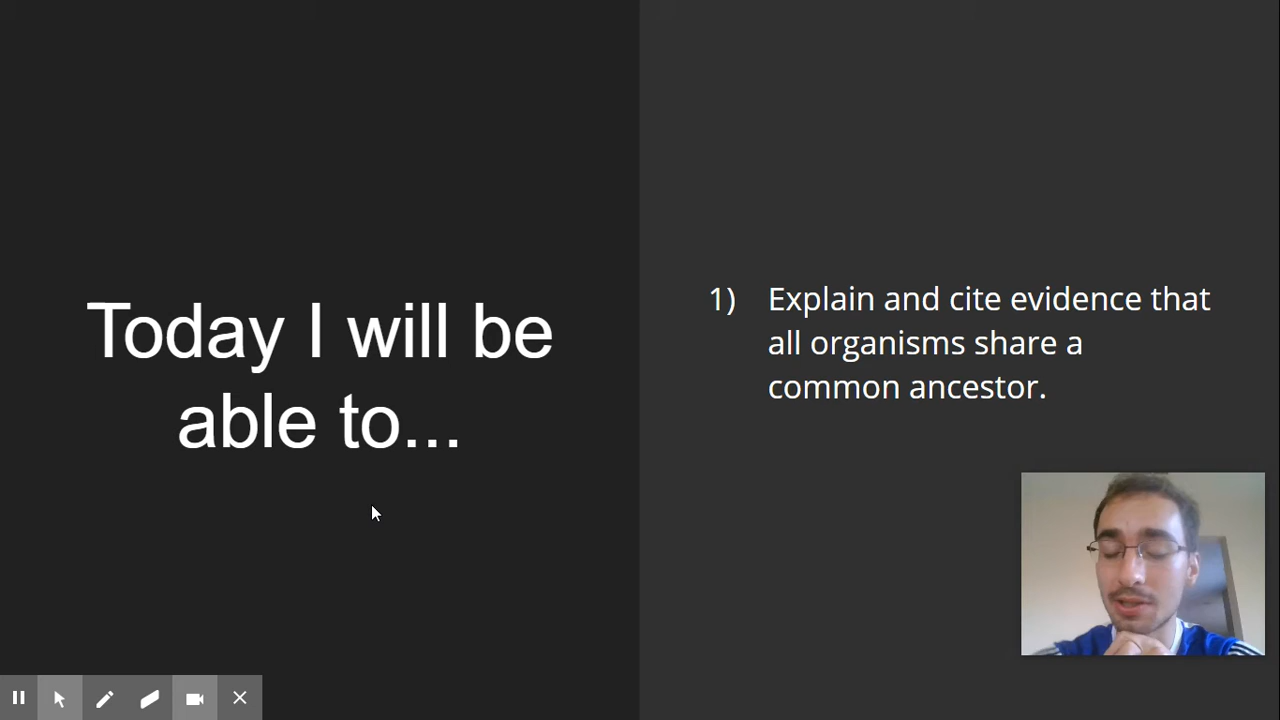 Today I will be
able to...
1) Explain and cite evidence that
all organisms share a
common ancestor.